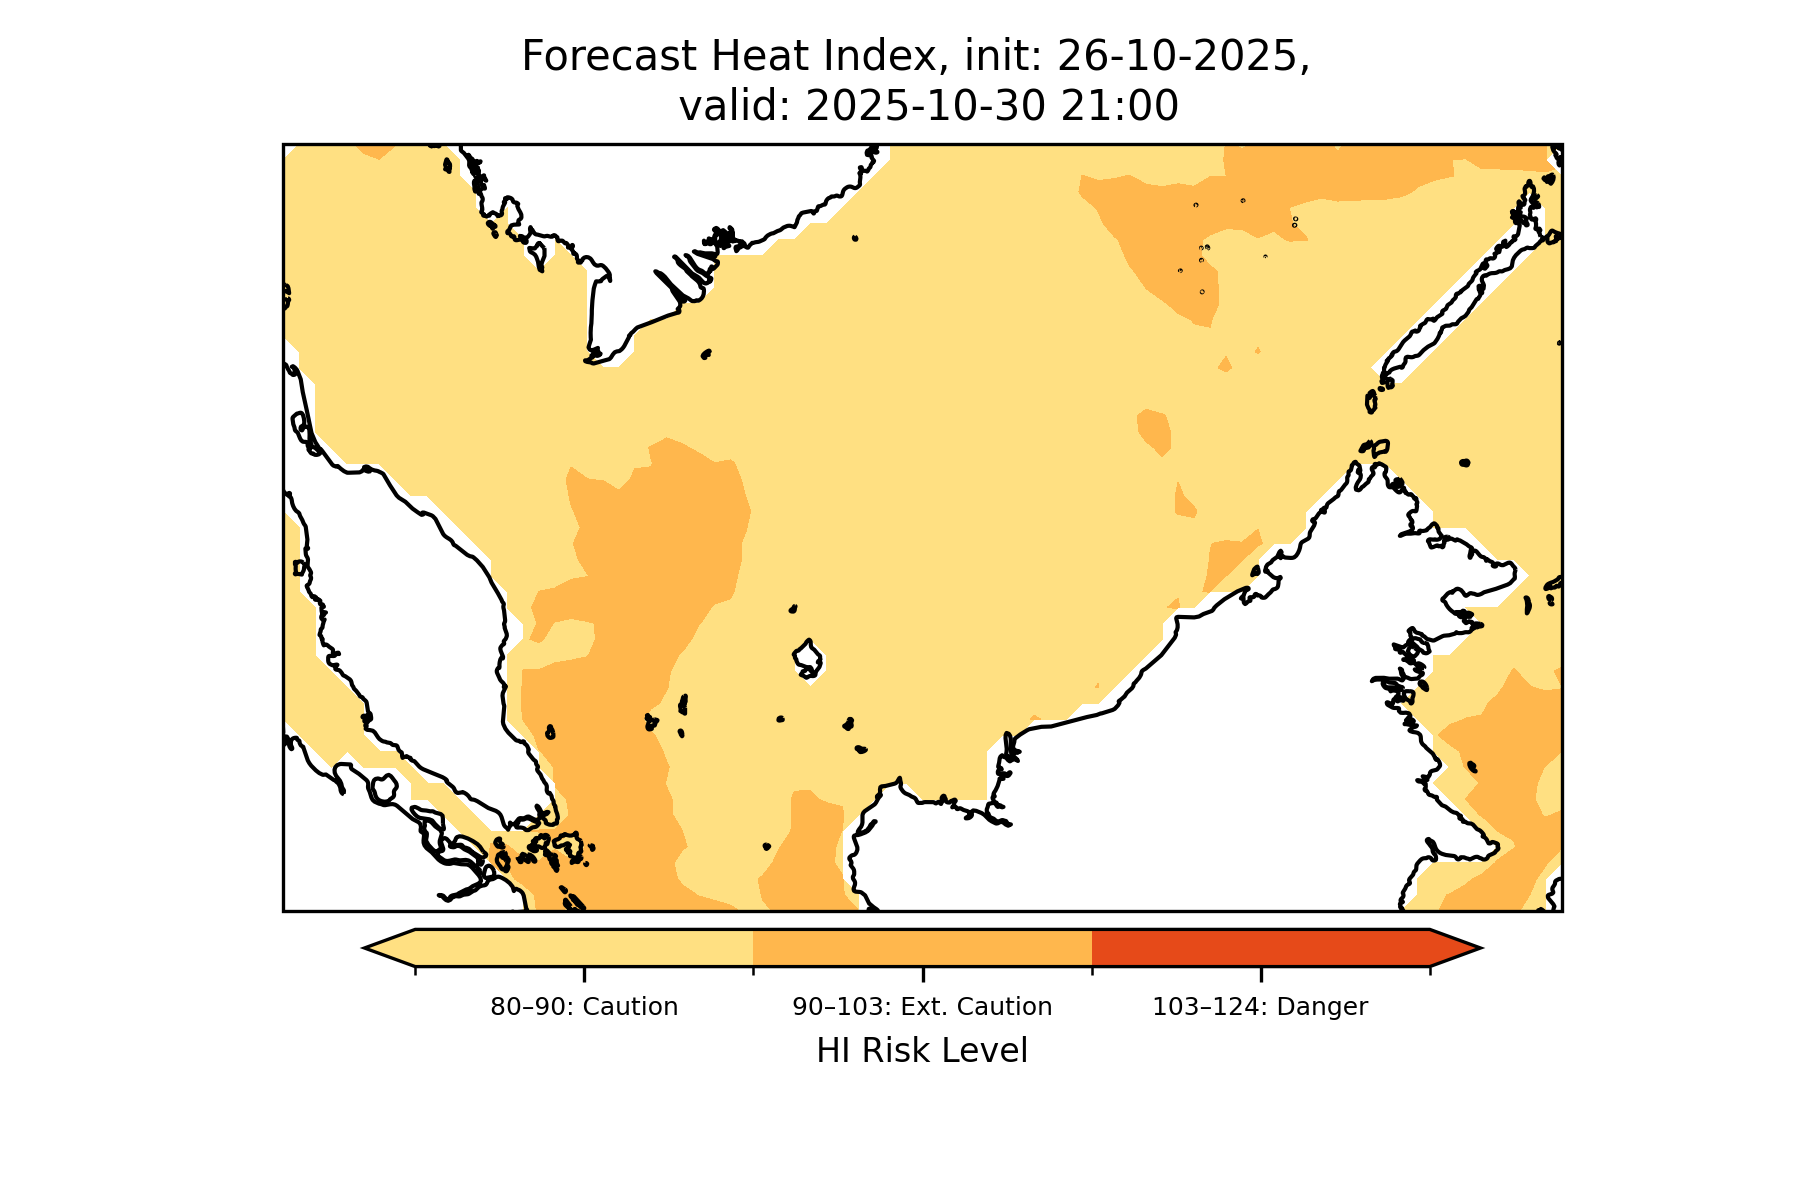 Forecast Heat Index, init: 26-10-2025,
valid: 2025-10-30 21:00
80–90: Caution
90–103: Ext. Caution
103–124: Danger
HI Risk Level